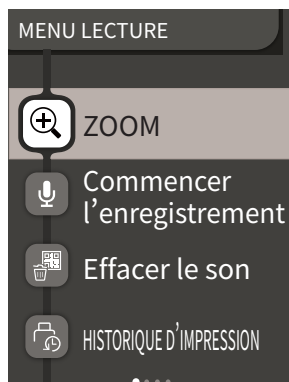 MENU LECTURE
ZOOM
Commencer
l’enregistrement
Effacer le son
HISTORIQUE D’IMPRESSION